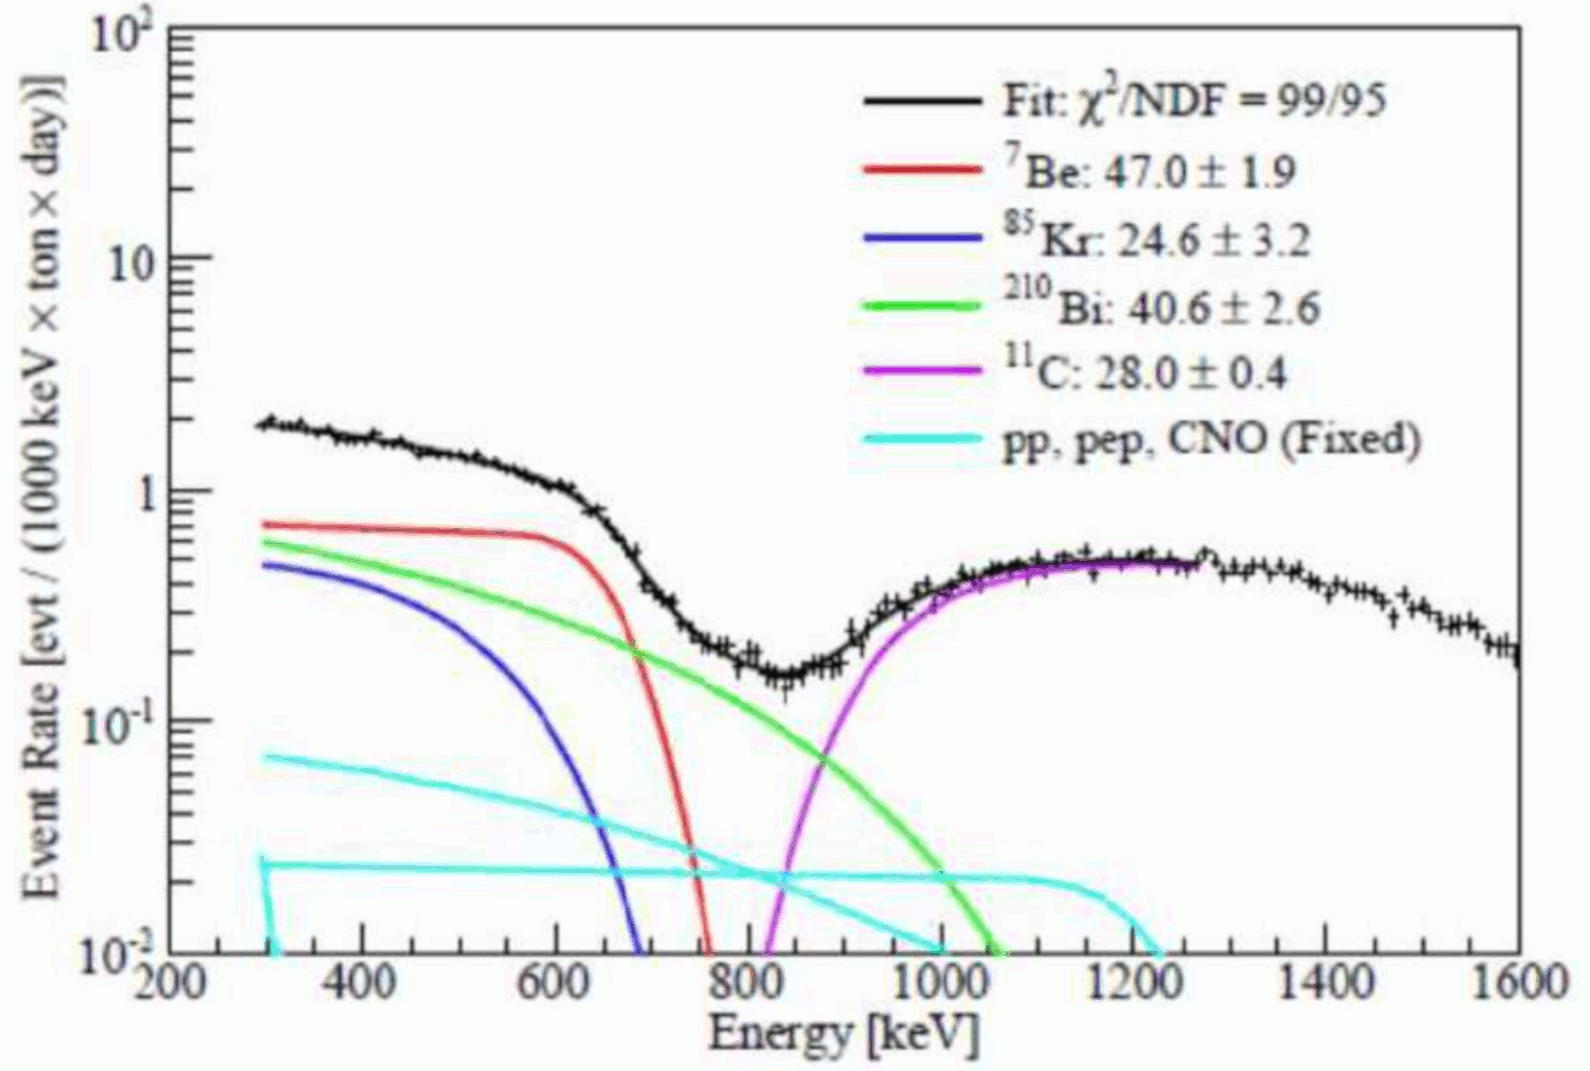 10²
Fit: χ²/NDF = 99/95
⁷Be: 47.0 ± 1.9
⁸⁵Kr: 24.6 ± 3.2
²¹⁰Bi: 40.6 ± 2.6
¹¹C: 28.0 ± 0.4
pp, pep, CNO (Fixed)
Event Rate [evt / (1000 keV × ton × day)]
10
1
10⁻¹
10⁻²
200 400 600 800 1000 1200 1400 1600
Energy [keV]